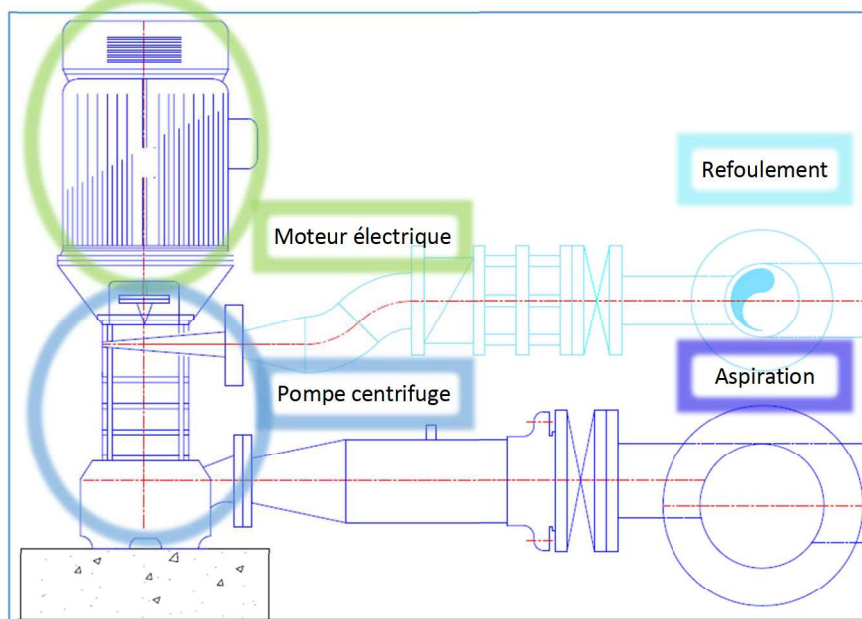 Refoulement
Moteur électrique
Aspiration
Pompe centrifuge